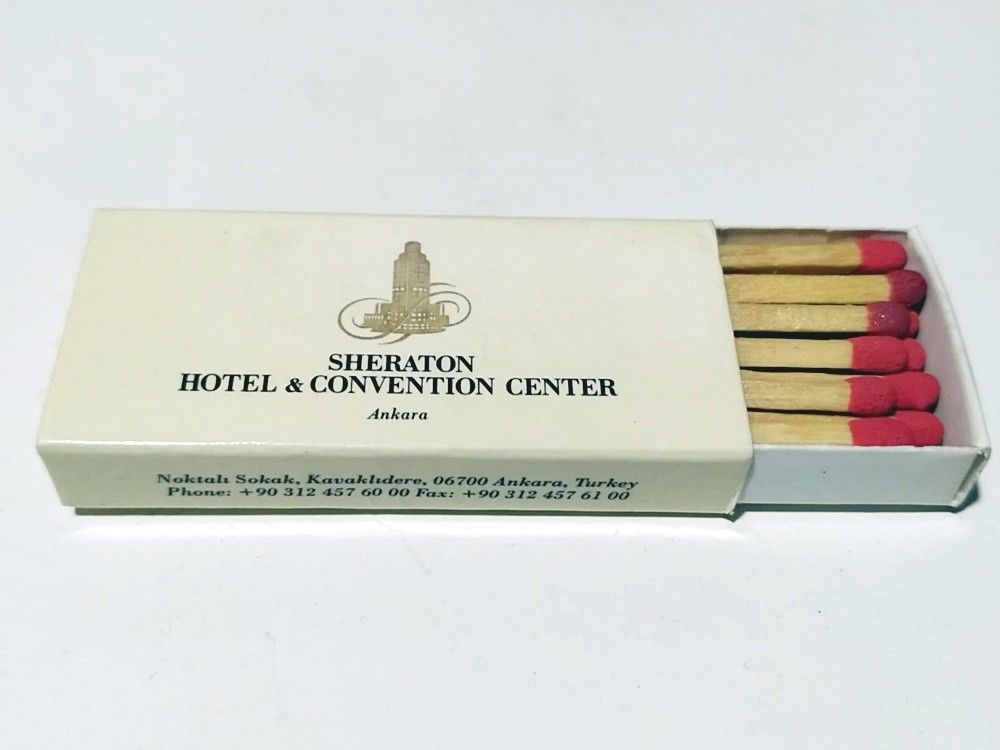 SHERATON
HOTEL & CONVENTION CENTER
Ankara
Noktalı Sokak, Kavaklıdere, 06700 Ankara, Turkey
Phone: +90 312 457 60 00 Fax: +90 312 457 61 00